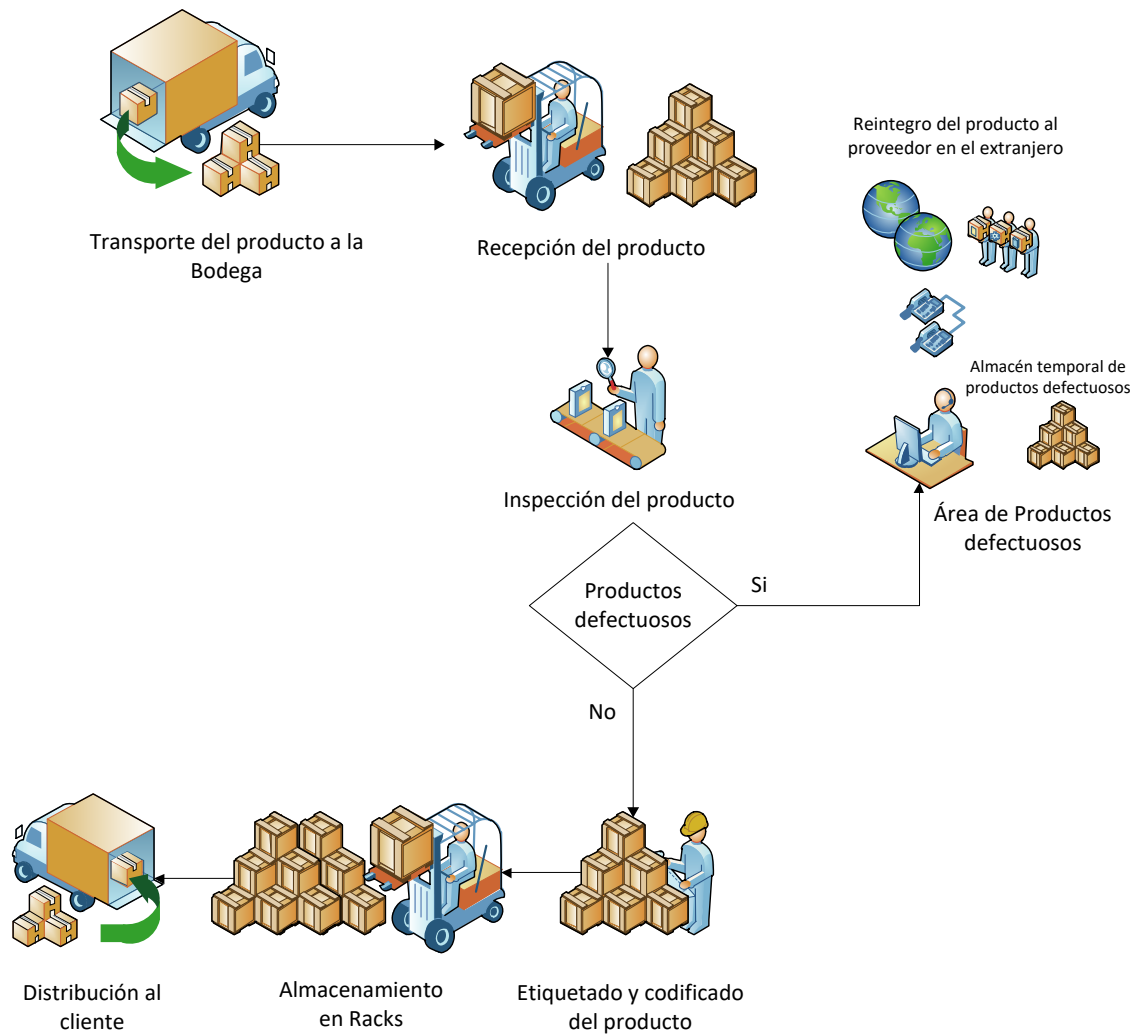 Transporte del producto a la
Bodega
Recepción del producto
Reintegro del producto al
proveedor en el extranjero
Almacén temporal de
productos defectuosos
Área de Productos
defectuosos
Inspección del producto
Productos
defectuosos
Si
No
Etiquetado y codificado
del producto
Almacenamiento
en Racks
Distribución al
cliente